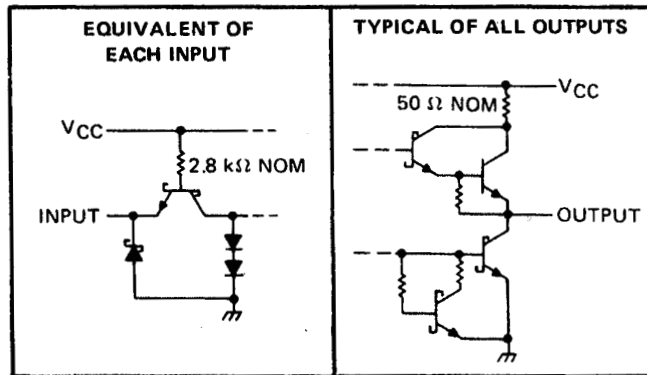 EQUIVALENT OF
EACH INPUT
VCC
2.8 kΩ NOM
INPUT
TYPICAL OF ALL OUTPUTS
VCC
50 Ω NOM
OUTPUT